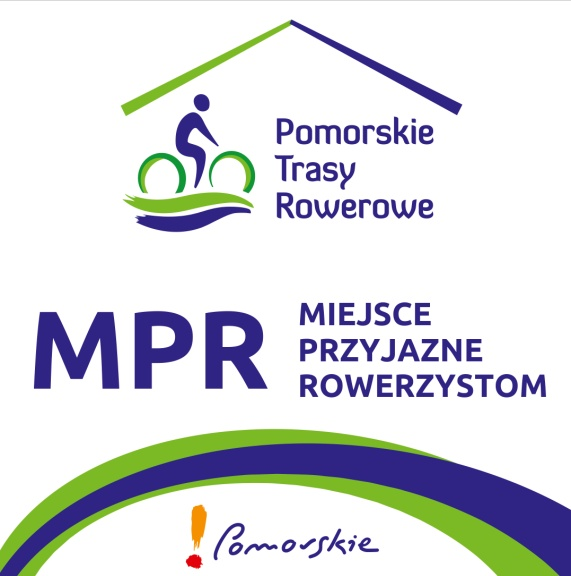 Pomorskie
Trasy
Rowerowe
MPR
MIEJSCE
PRZYJAZNE
ROWERZYSTOM
! Pomorskie